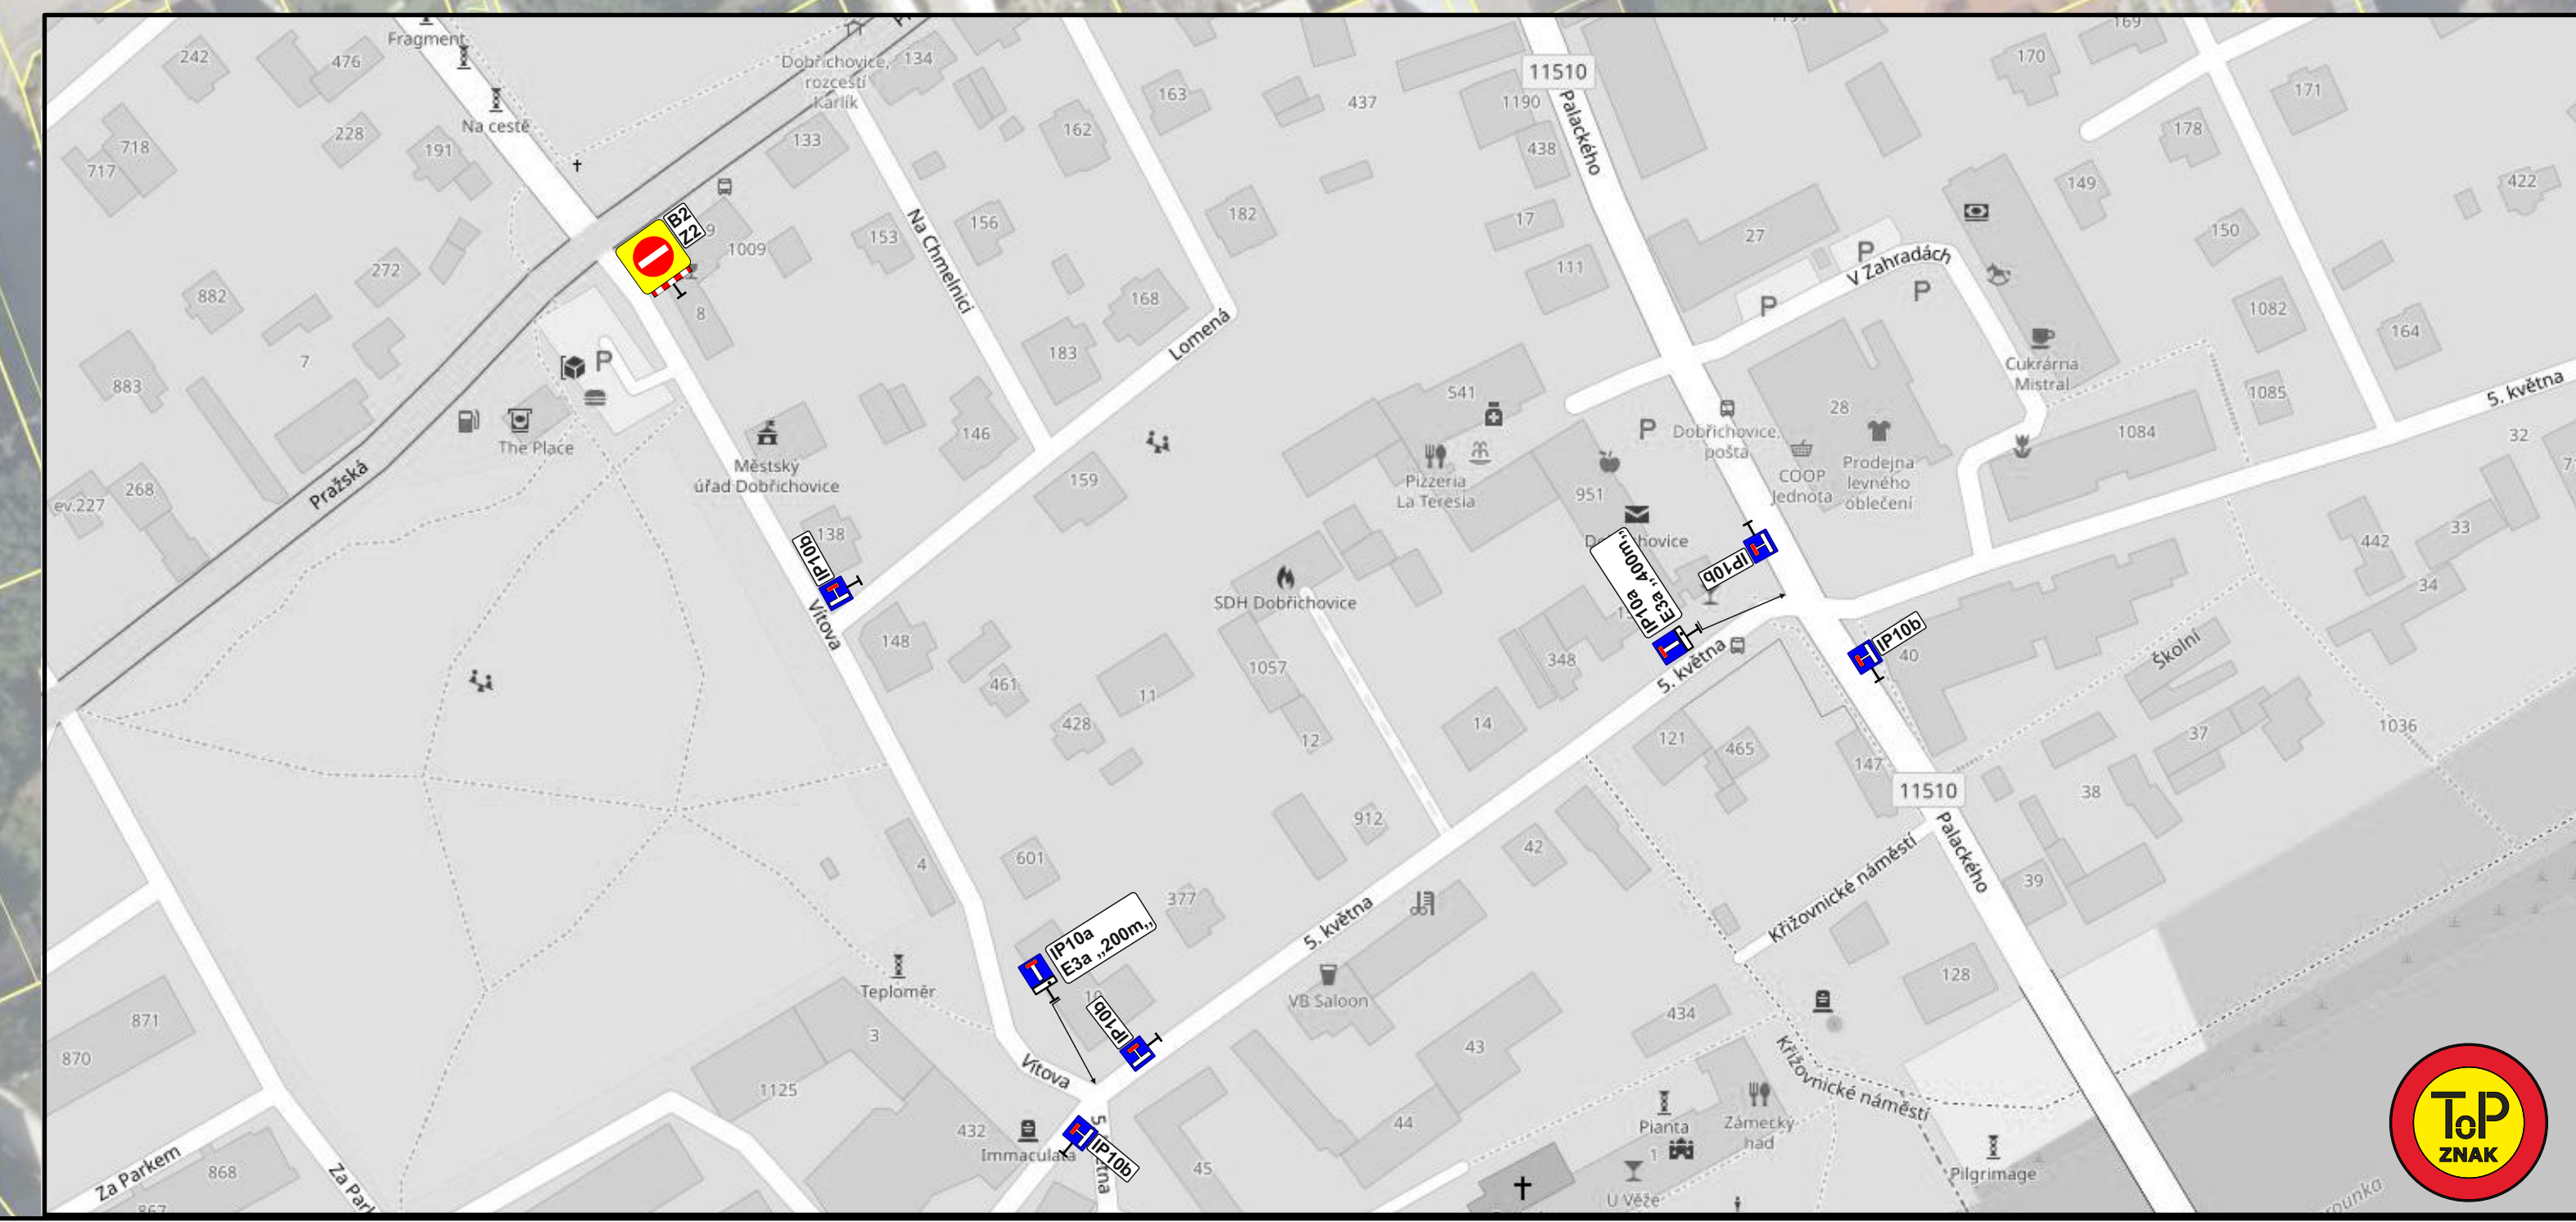 Fragment
242
476
Na cestě
228
191
718
717
Dobřichovice,
rozcestí
Karlík
134
133
162
163
437
11510
1190
438
Palackého
169
170
171
178
149
422
150
B2
Z2
1009
153
156
Na Chmelnici
182
17
111
27
P
P
P
V Zahradách
272
882
7
883
8
P
168
183
Lomená
1082
164
Cukrárna
Mistral
1085
5. května
32
The Place
146
Městský
úřad Dobřichovice
159
541
Pizzeria
La Teresia
951
P
Dobřichovice,
pošta
28
COOP
Jednota
Prodejna
levného
oblečení
1084
Pražská
268
ev.227
138
IP10b
Vítova
148
461
11
428
SDH Dobřichovice
1057
12
IP10a
E3a ,,400m,,
IP10b
348
14
5. května
IP10b
40
Školní
442
33
34
1036
37
38
121
465
147
11510
Palackého
39
4
601
377
912
42
5. května
Křižovnické náměstí
128
IP10a
E3a ,,200m,,
IP10b
VB Saloon
Teploměr
3
871
870
1125
Vítova
43
434
44
45
Křižovnické náměstí
432
Immaculata
IP10b
Pianta
Zámecký
had
1
U Věže
Pilgrimage
Za Parkem
868
867
ToP
ZNAK